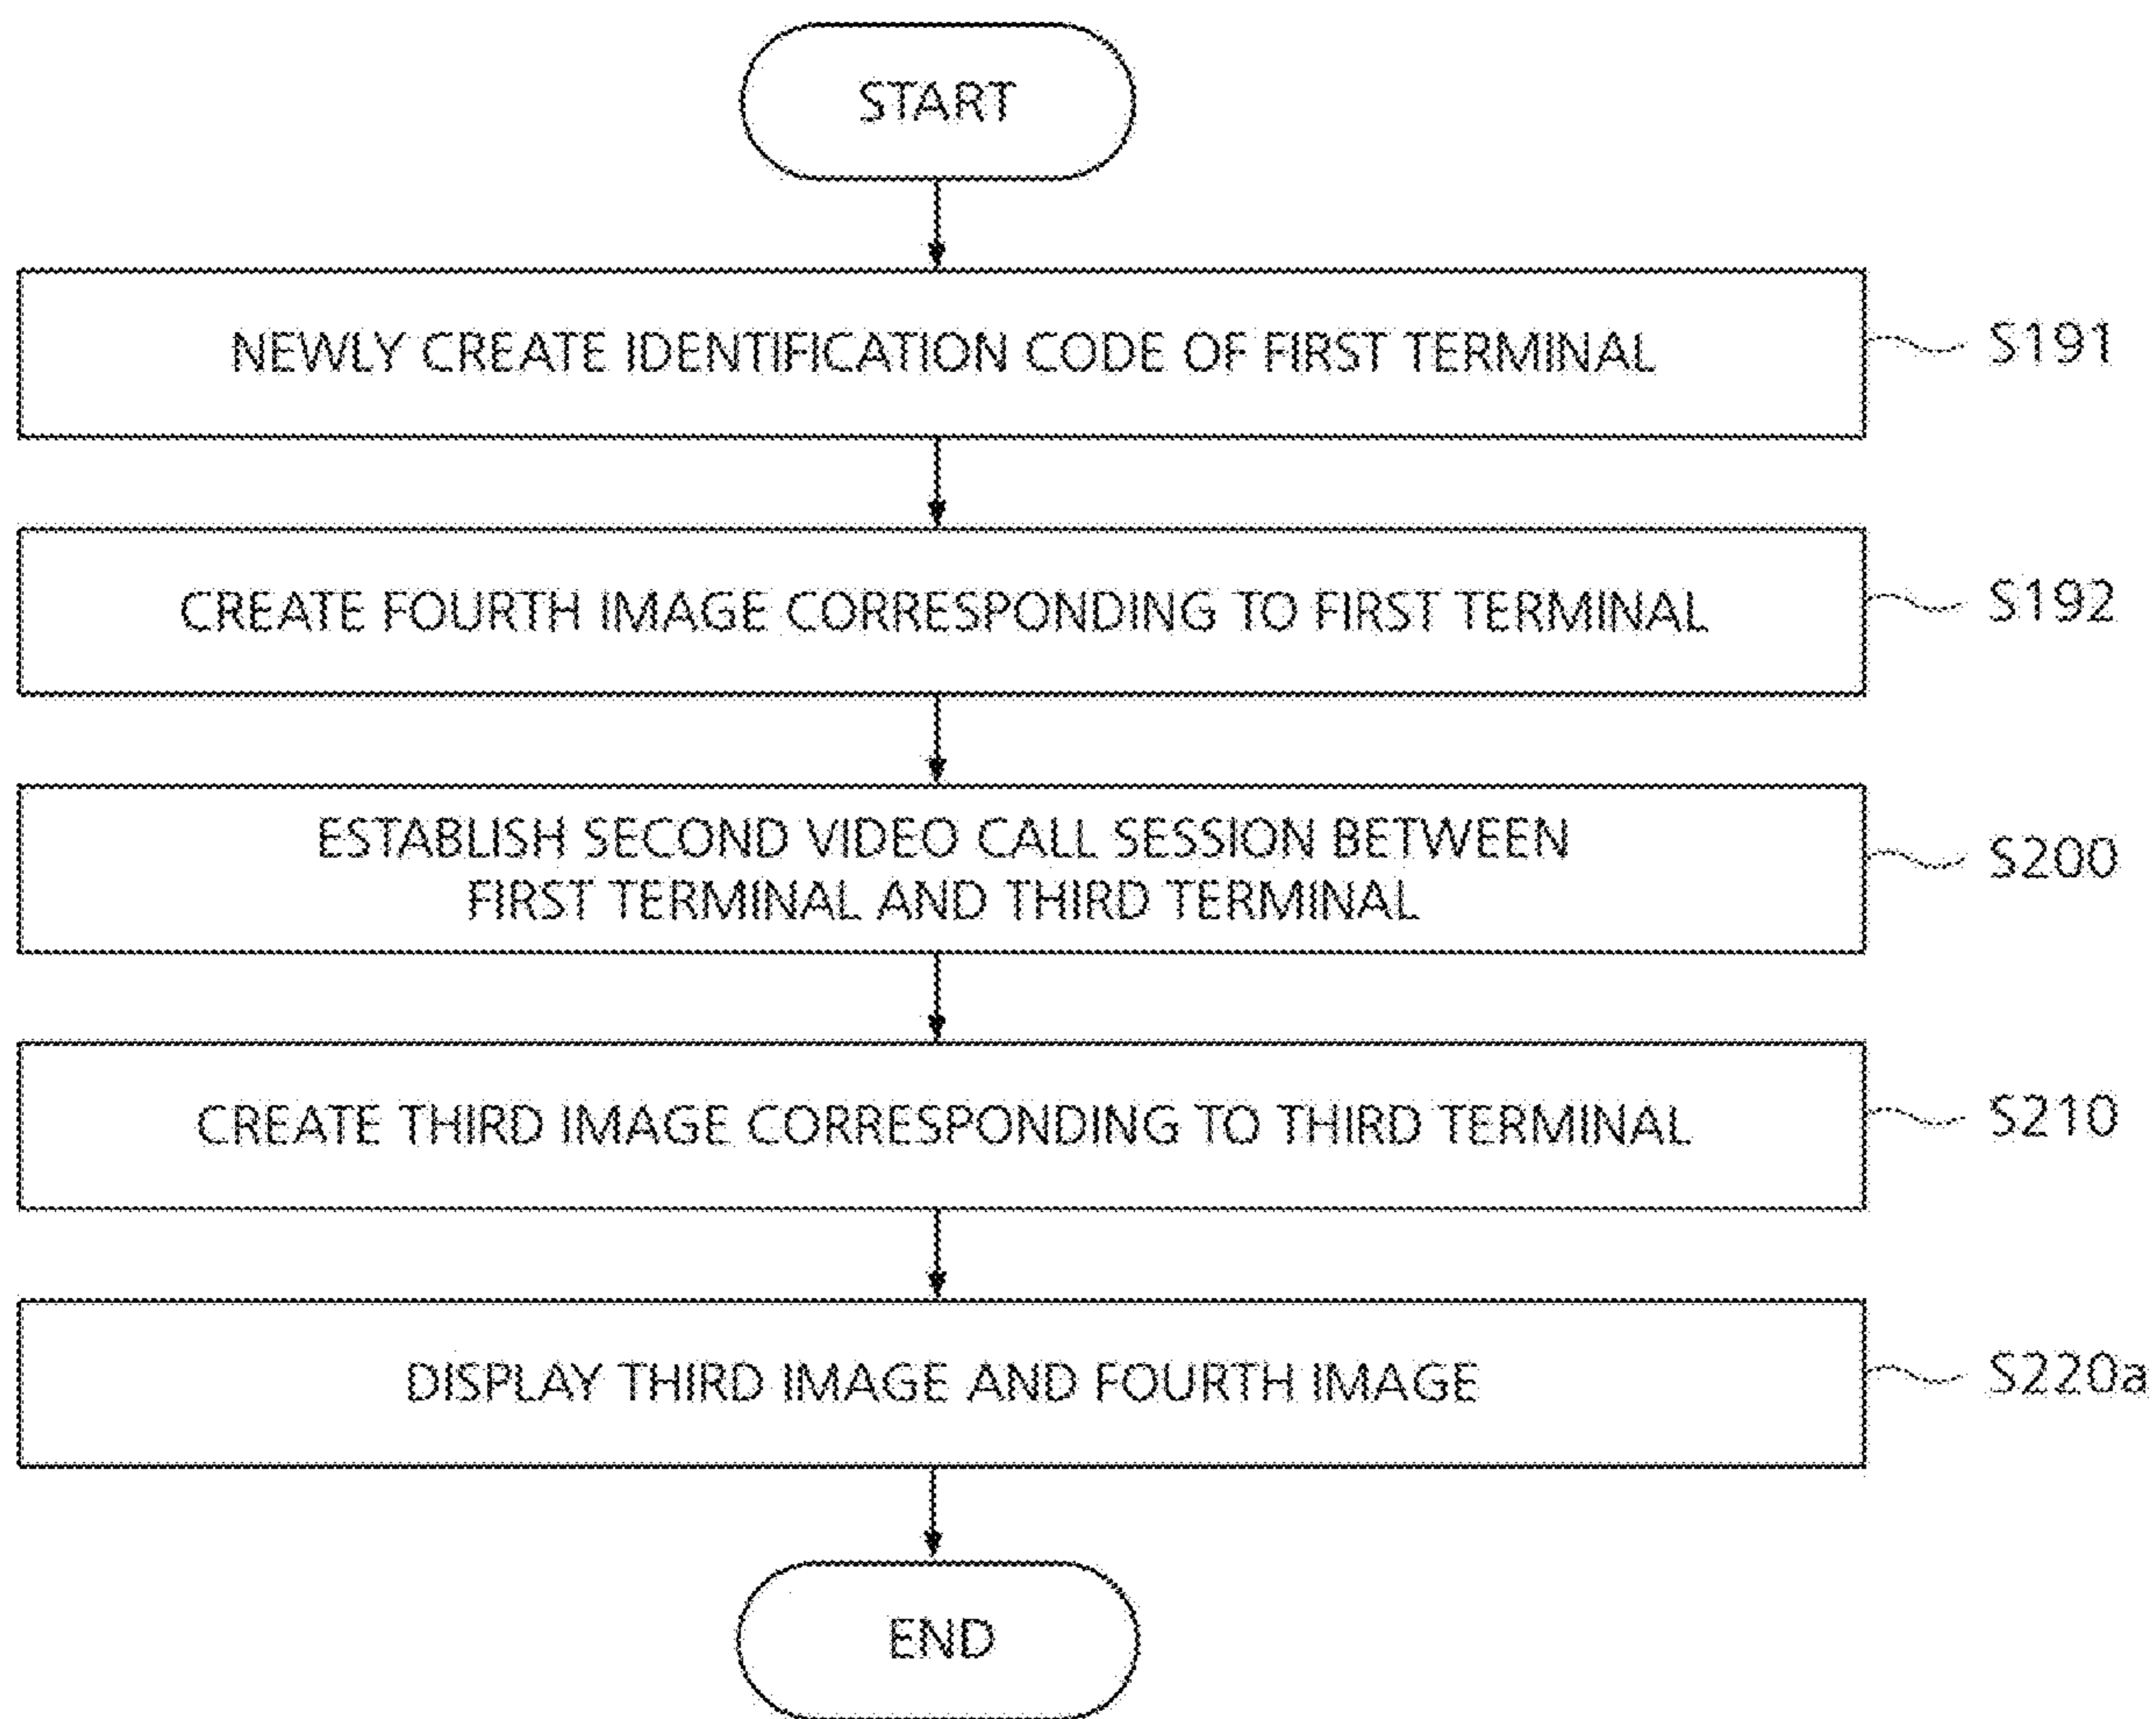 START
NEWLY CREATE IDENTIFICATION CODE OF FIRST TERMINAL
S191
CREATE FOURTH IMAGE CORRESPONDING TO FIRST TERMINAL
S192
ESTABLISH SECOND VIDEO CALL SESSION BETWEEN
FIRST TERMINAL AND THIRD TERMINAL
S200
CREATE THIRD IMAGE CORRESPONDING TO THIRD TERMINAL
S210
DISPLAY THIRD IMAGE AND FOURTH IMAGE
S220a
END